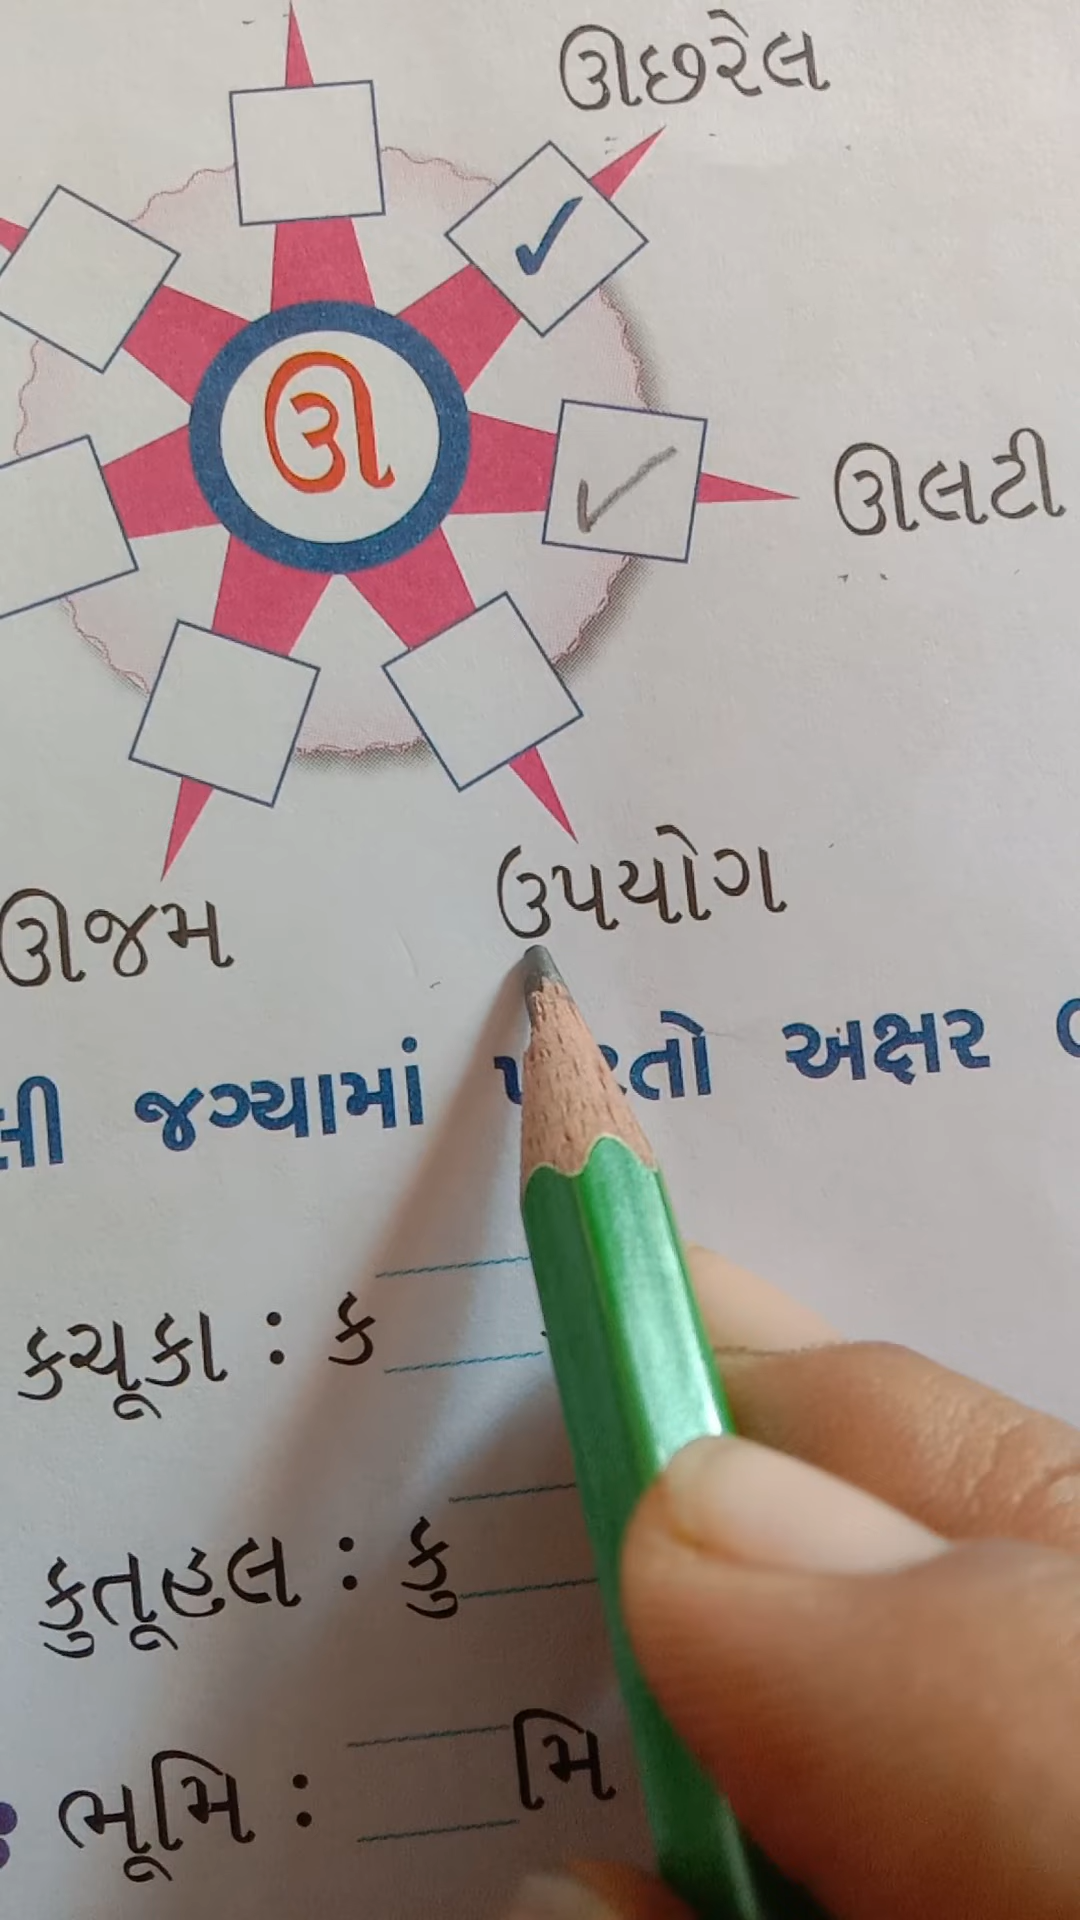 ઊછરેલ
ઊ
ઊલટી
ઊજમ
ઉપયોગ
જગ્યામાં
અક્ષર
કચૂકા : ક
કુતૂહલ : કુ
ભૂમિ : મિ